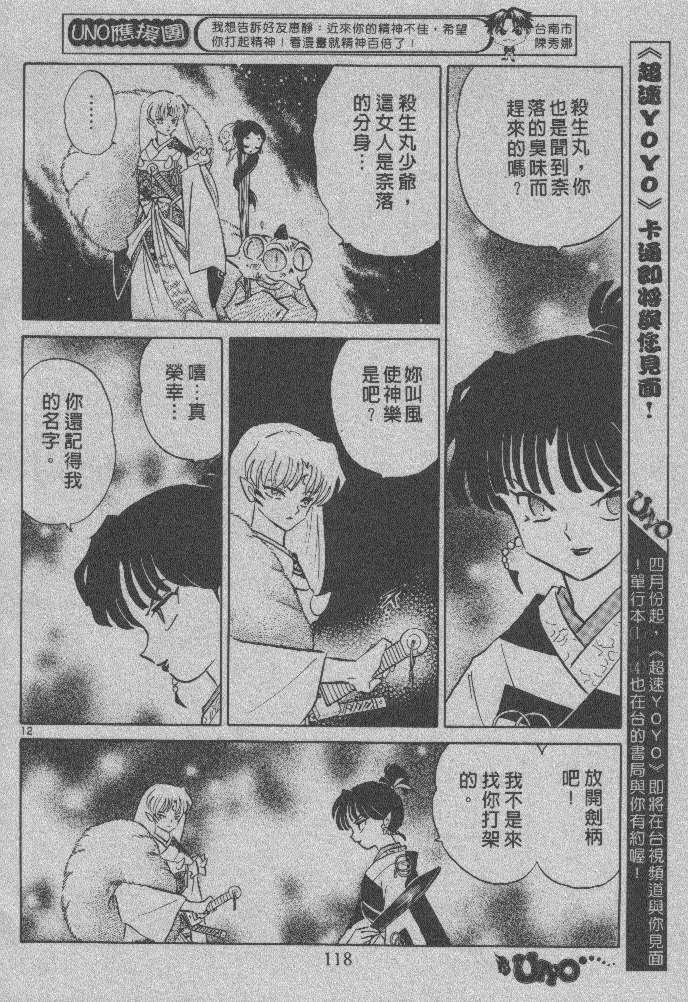 UNO應援團
我想告訴好友惠靜：近來你的精神不佳，希望
你打起精神！看漫畫就精神百倍了！
台南市
陳秀娜
《超速YOYO》卡通即將與你見面！
UNO
四月份起，《超速YOYO》即將在台視頻道與你見面
！單行本
也在台的書局與你有約喔！
殺生丸，你
也是聞到奈
落的臭味而
趕來的嗎？
殺生丸少爺，
這女人是奈落
的分身…
……
妳叫風
使神樂
是吧？
嘻…真
榮幸…
你還記得我
的名字。
12
放開劍柄
吧！
我不是來
找你打架
的。
118
UNO